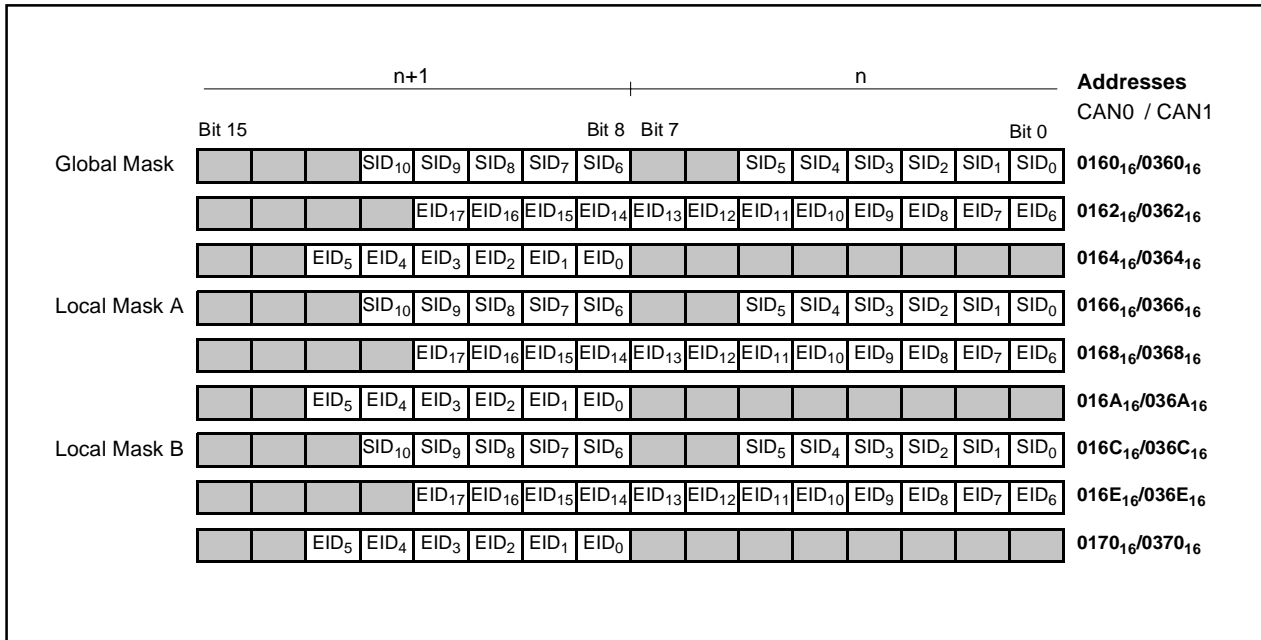 n+1 n Addresses
CAN0 / CAN1
Bit 15 Bit 8 Bit 7 Bit 0
Global Mask SID₁₀ SID₉ SID₈ SID₇ SID₆ SID₅ SID₄ SID₃ SID₂ SID₁ SID₀ 0160₁₆/0360₁₆
EID₁₇ EID₁₆ EID₁₅ EID₁₄ EID₁₃ EID₁₂ EID₁₁ EID₁₀ EID₉ EID₈ EID₇ EID₆ 0162₁₆/0362₁₆
EID₅ EID₄ EID₃ EID₂ EID₁ EID₀ 0164₁₆/0364₁₆
Local Mask A SID₁₀ SID₉ SID₈ SID₇ SID₆ SID₅ SID₄ SID₃ SID₂ SID₁ SID₀ 0166₁₆/0366₁₆
EID₁₇ EID₁₆ EID₁₅ EID₁₄ EID₁₃ EID₁₂ EID₁₁ EID₁₀ EID₉ EID₈ EID₇ EID₆ 0168₁₆/0368₁₆
EID₅ EID₄ EID₃ EID₂ EID₁ EID₀ 016A₁₆/036A₁₆
Local Mask B SID₁₀ SID₉ SID₈ SID₇ SID₆ SID₅ SID₄ SID₃ SID₂ SID₁ SID₀ 016C₁₆/036C₁₆
EID₁₇ EID₁₆ EID₁₅ EID₁₄ EID₁₃ EID₁₂ EID₁₁ EID₁₀ EID₉ EID₈ EID₇ EID₆ 016E₁₆/036E₁₆
EID₅ EID₄ EID₃ EID₂ EID₁ EID₀ 0170₁₆/0370₁₆